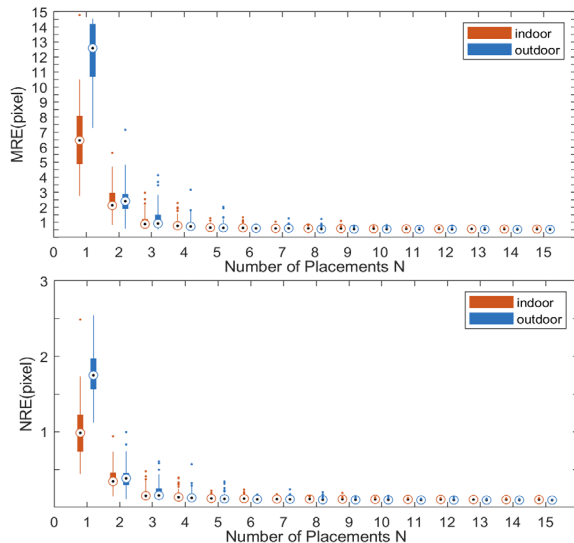 15
14
13
12
11
10
9
8
7
6
5
4
3
2
1
MRE(pixel)
indoor
outdoor
0 1 2 3 4 5 6 7 8 9 10 11 12 13 14 15
Number of Placements N
3
2
1
NRE(pixel)
indoor
outdoor
0 1 2 3 4 5 6 7 8 9 10 11 12 13 14 15
Number of Placements N